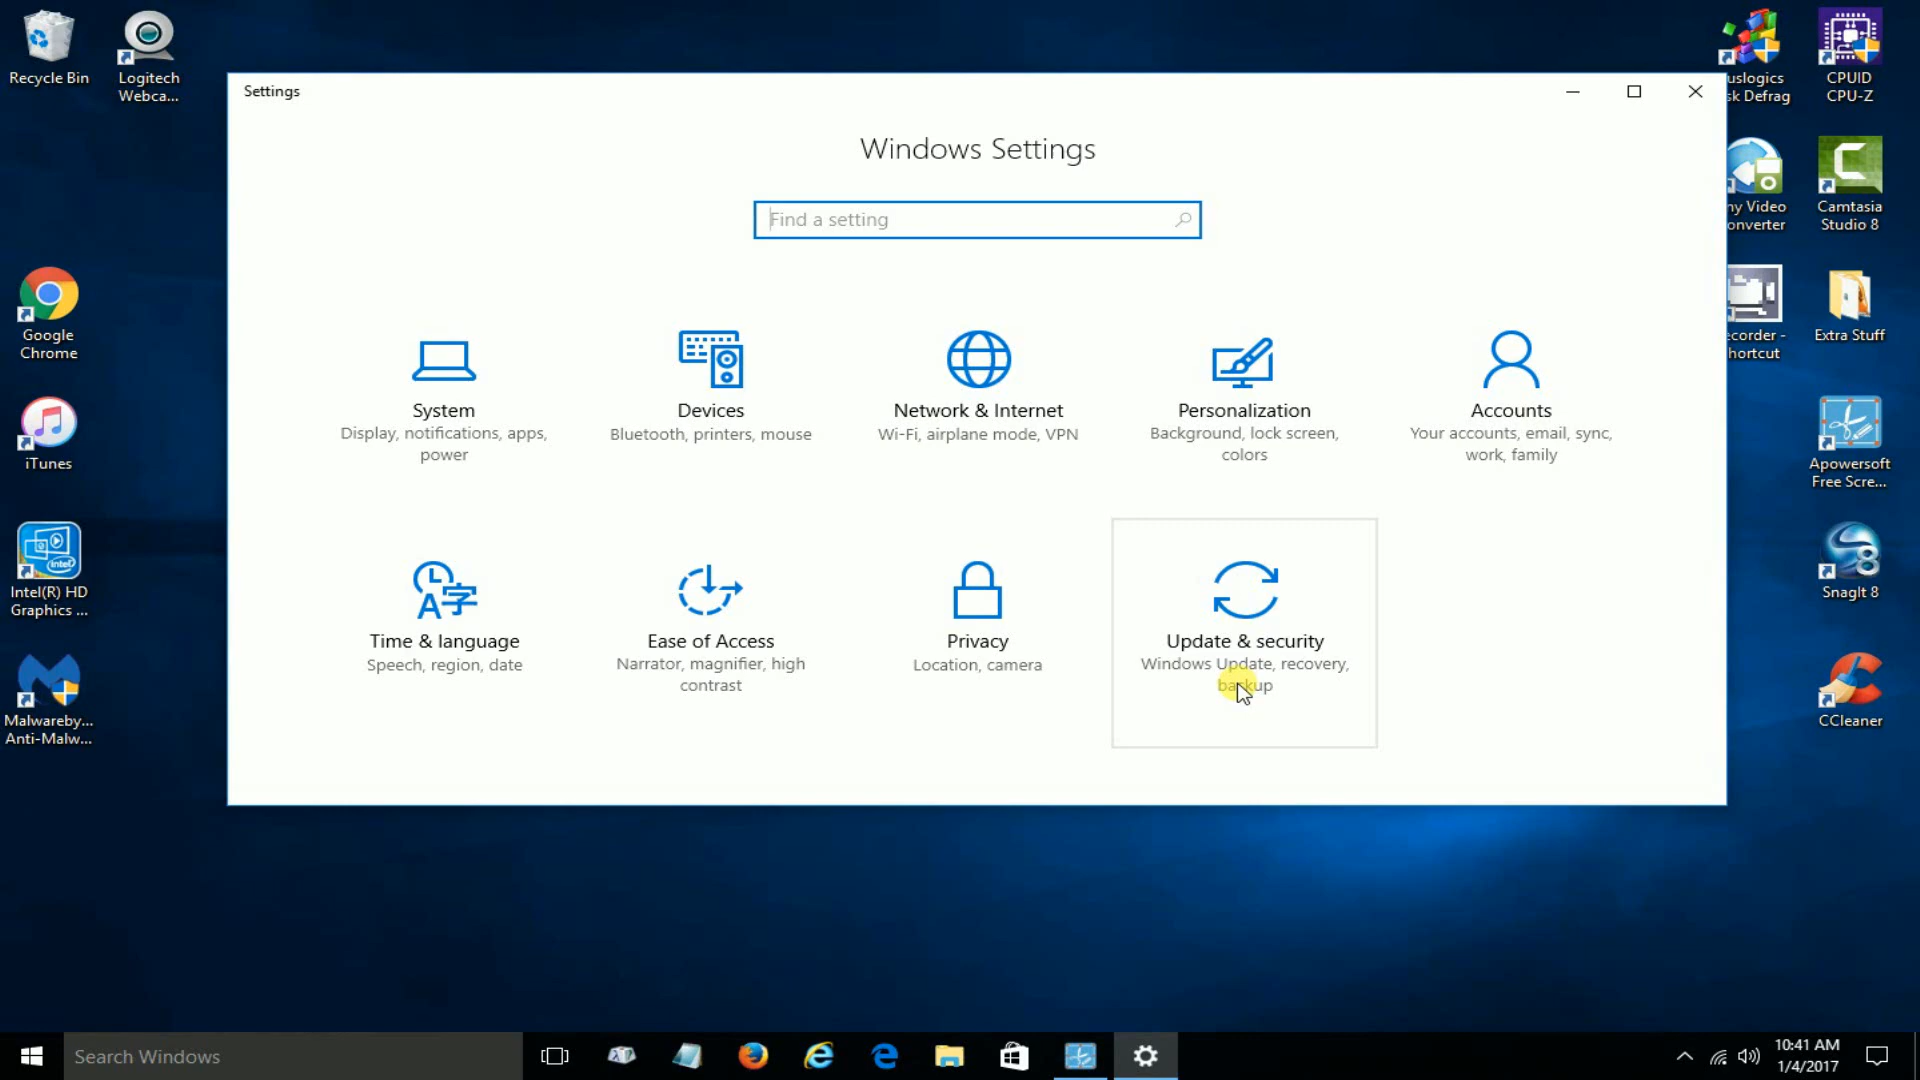 Recycle Bin
Logitech
Webca...
Google
Chrome
iTunes
intel
Intel(R) HD
Graphics ...
Malwareby...
Anti-Malw...
Settings
Windows Settings
Find a setting
System
Display, notifications, apps,
power
Devices
Bluetooth, printers, mouse
Network & Internet
Wi-Fi, airplane mode, VPN
Personalization
Background, lock screen,
colors
Accounts
Your accounts, email, sync,
work, family
Time & language
Speech, region, date
Ease of Access
Narrator, magnifier, high
contrast
Privacy
Location, camera
Update & security
Windows Update, recovery,
backup
uslogics
sk Defrag
CPUID
CPU-Z
ny Video
onverter
Camtasia
Studio 8
ecorder -
hortcut
Extra Stuff
Apowersoft
Free Scre...
SnagIt 8
CCleaner
Search Windows
10:41 AM
1/4/2017